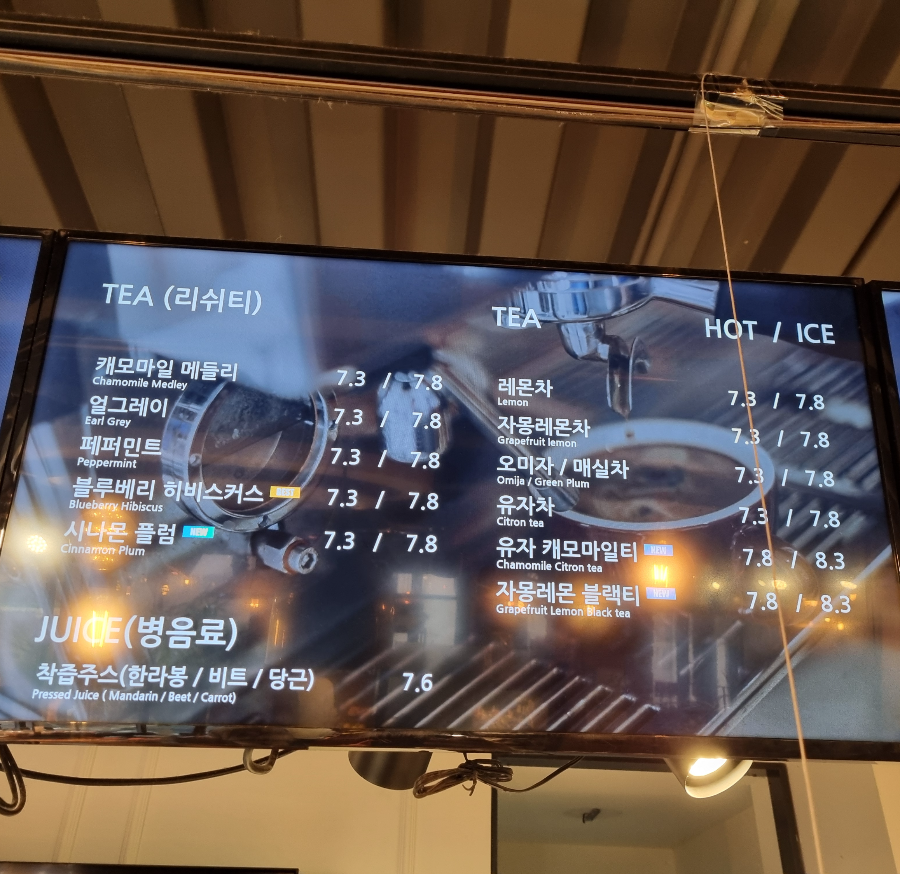 TEA (리쉬티)
캐모마일 메들리 7.3 / 7.8
Chamomile Medley
얼그레이 7.3 / 7.8
Earl Grey
페퍼민트 7.3 / 7.8
Peppermint
블루베리 히비스커스 BEST 7.3 / 7.8
Blueberry Hibiscus
시나몬 플럼 NEW 7.3 / 7.8
Cinnamon Plum
JUICE(병음료)
착즙주스(한라봉 / 비트 / 당근) 7.6
Pressed Juice ( Mandarin / Beet / Carrot)
TEA HOT / ICE
레몬차 7.3 / 7.8
Lemon
자몽레몬차 7.3 / 7.8
Grapefruit lemon
오미자 / 매실차 7.3 / 7.8
Omija / Green Plum
유자차 7.3 / 7.8
Citron tea
유자 캐모마일티 NEW 7.8 / 8.3
Chamomile Citron tea
자몽레몬 블랙티 NEW 7.8 / 8.3
Grapefruit Lemon Black tea